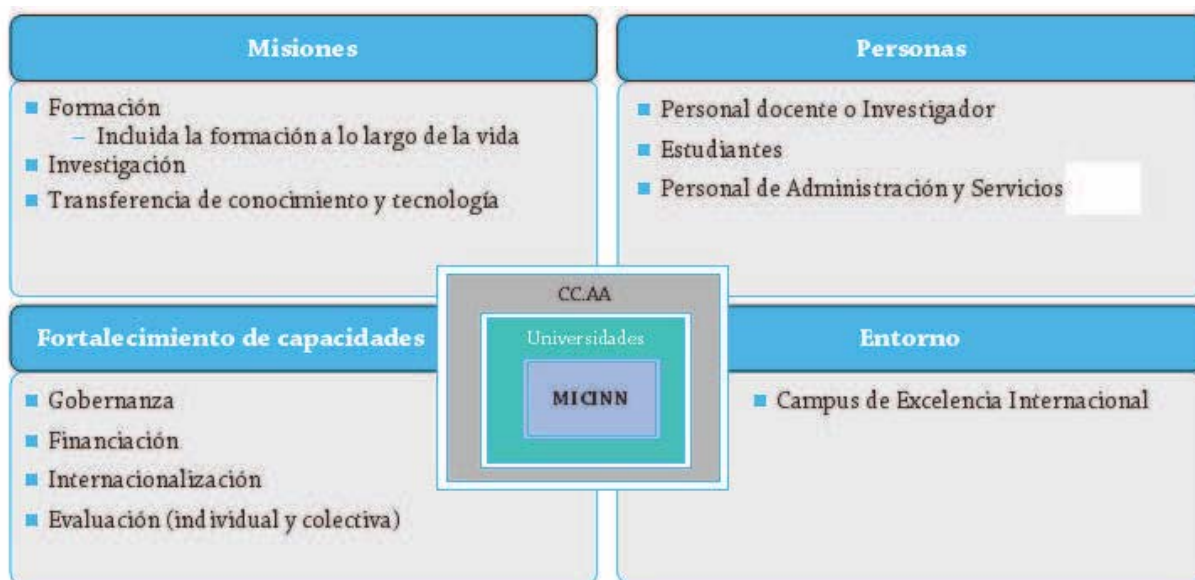 Misiones
Formación
– Incluida la formación a lo largo de la vida
Investigación
Transferencia de conocimiento y tecnología
Personas
Personal docente o Investigador
Estudiantes
Personal de Administración y Servicios
CC.AA
Universidades
MICINN
Fortalecimiento de capacidades
Gobernanza
Financiación
Internacionalización
Evaluación (individual y colectiva)
Entorno
Campus de Excelencia Internacional